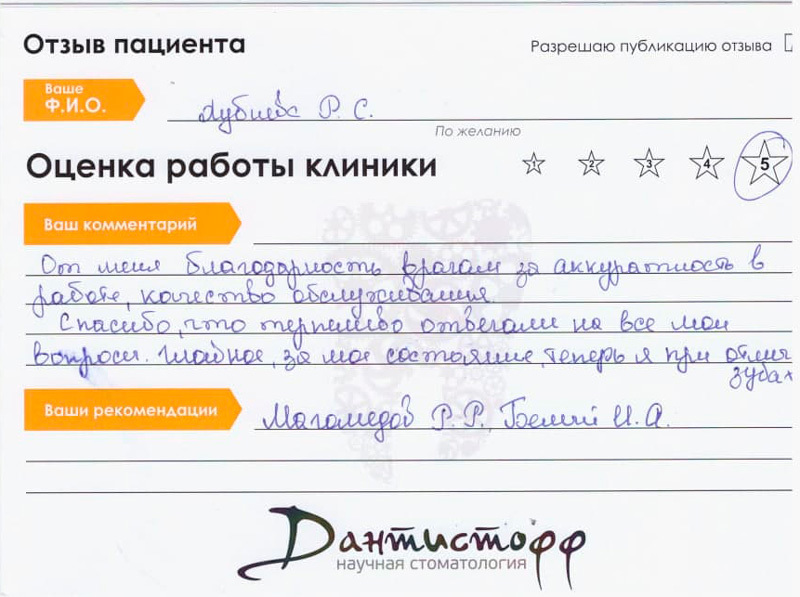 Отзыв пациента
Разрешаю публикацию отзыва
Ваше
Ф.И.О.
Р. С.
По желанию
Оценка работы клиники
1 2 3 4 5
Ваш комментарий
От меня благодарность врачам за аккуратность в
работе, качество обслуживания
Спасибо, что терпеливо отвечали на все мои
вопросы. Главное, за мое состояние, теперь я при отлич
зубах
Ваши рекомендации
Магомедов Р. Р. Белый И. А.
Дантистофф
научная стоматология